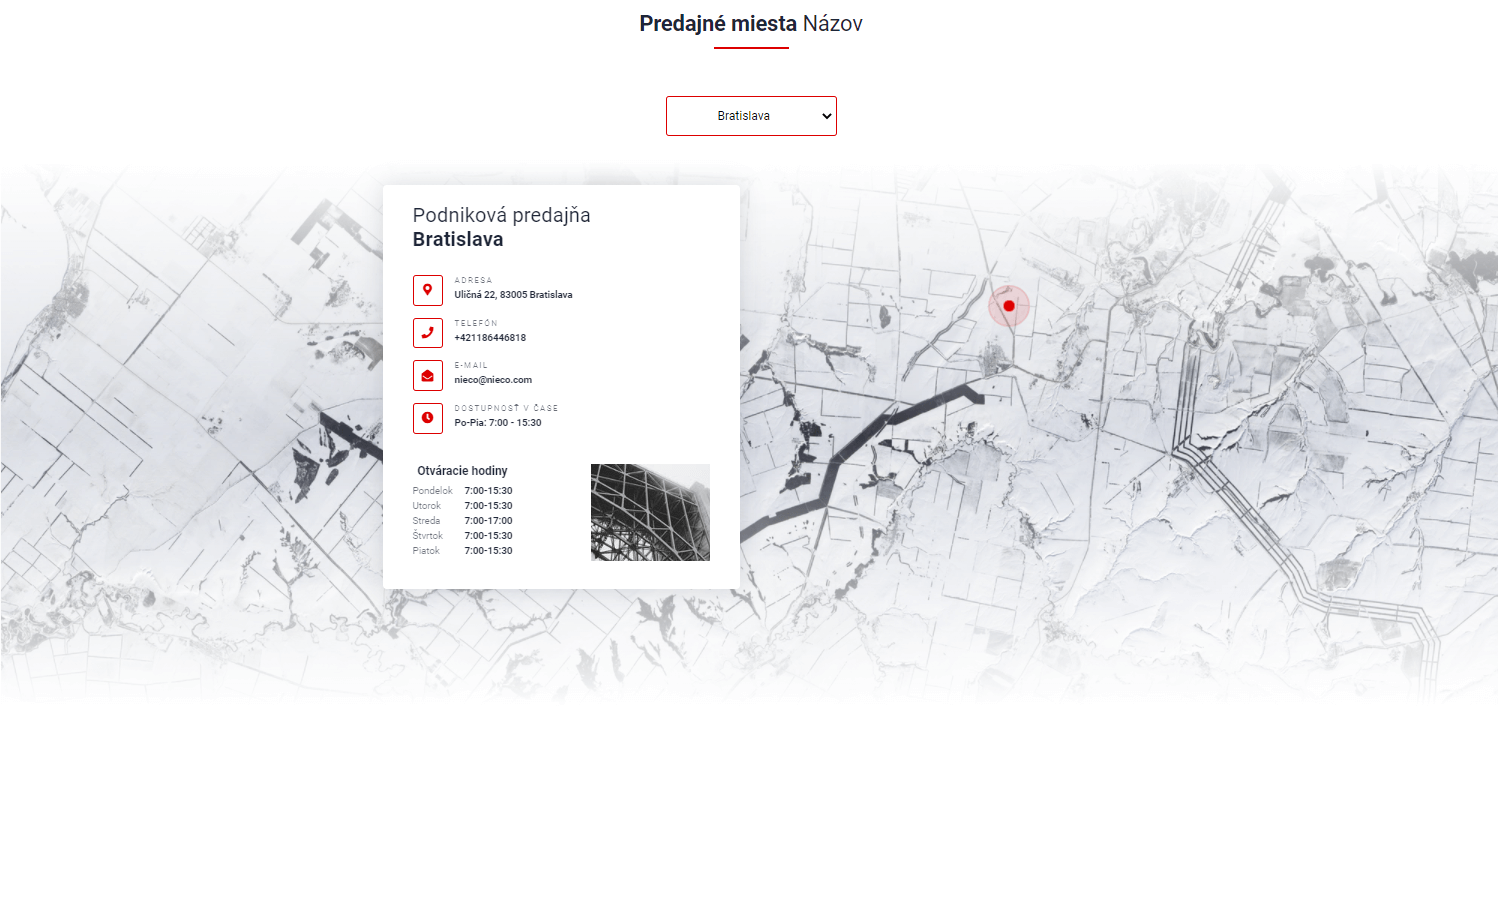 Predajné miesta Názov
Bratislava
Podniková predajňa
Bratislava
ADRESA
Uličná 22, 83005 Bratislava
TELEFÓN
+421186446818
E-MAIL
nieco@nieco.com
DOSTUPNOSŤ V ČASE
Po-Pia: 7:00 - 15:30
Otváracie hodiny
Pondelok 7:00-15:30
Utorok 7:00-15:30
Streda 7:00-17:00
Štvrtok 7:00-15:30
Piatok 7:00-15:30